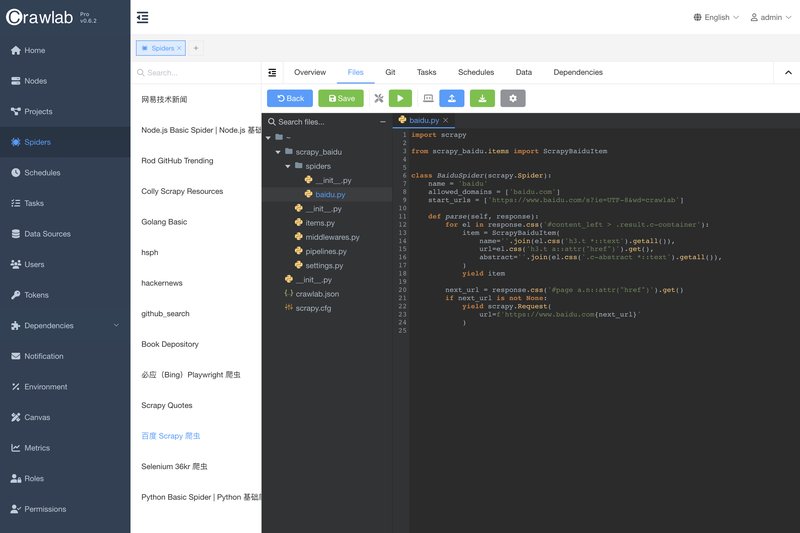 Crawlab
Pro
v0.6.2
English
admin
Home
Nodes
Projects
Spiders
Schedules
Tasks
Data Sources
Users
Tokens
Dependencies
Notification
Environment
Canvas
Metrics
Roles
Permissions
Spiders
Search...
网易技术新闻
Node.js Basic Spider | Node.js 基础
Rod GitHub Trending
Colly Scrapy Resources
Golang Basic
hsph
hackernews
github_search
Book Depository
必应（Bing）Playwright 爬虫
Scrapy Quotes
百度 Scrapy 爬虫
Selenium 36kr 爬虫
Python Basic Spider | Python 基础
Overview Files Git Tasks Schedules Data Dependencies
Back Save
Search files...
~
scrapy_baidu
spiders
__init__.py
baidu.py
__init__.py
items.py
middlewares.py
pipelines.py
settings.py
__init__.py
crawlab.json
scrapy.cfg
baidu.py
1 import scrapy
2
3 from scrapy_baidu.items import ScrapyBaiduItem
4
5
6 class BaiduSpider(scrapy.Spider):
7 name = 'baidu'
8 allowed_domains = ['baidu.com']
9 start_urls = ['https://www.baidu.com/s?ie=UTF-8&wd=crawlab']
10
11 def parse(self, response):
12 for el in response.css('#content_left > .result.c-container'):
13 item = ScrapyBaiduItem(
14 name=''.join(el.css('h3.t *::text').getall()),
15 url=el.css('h3.t a::attr("href")').get(),
16 abstract=''.join(el.css('.c-abstract *::text').getall()),
17 )
18 yield item
19
20 next_url = response.css('#page a.n::attr("href")').get()
21 if next_url is not None:
22 yield scrapy.Request(
23 url=f'https://www.baidu.com{next_url}'
24 )
25